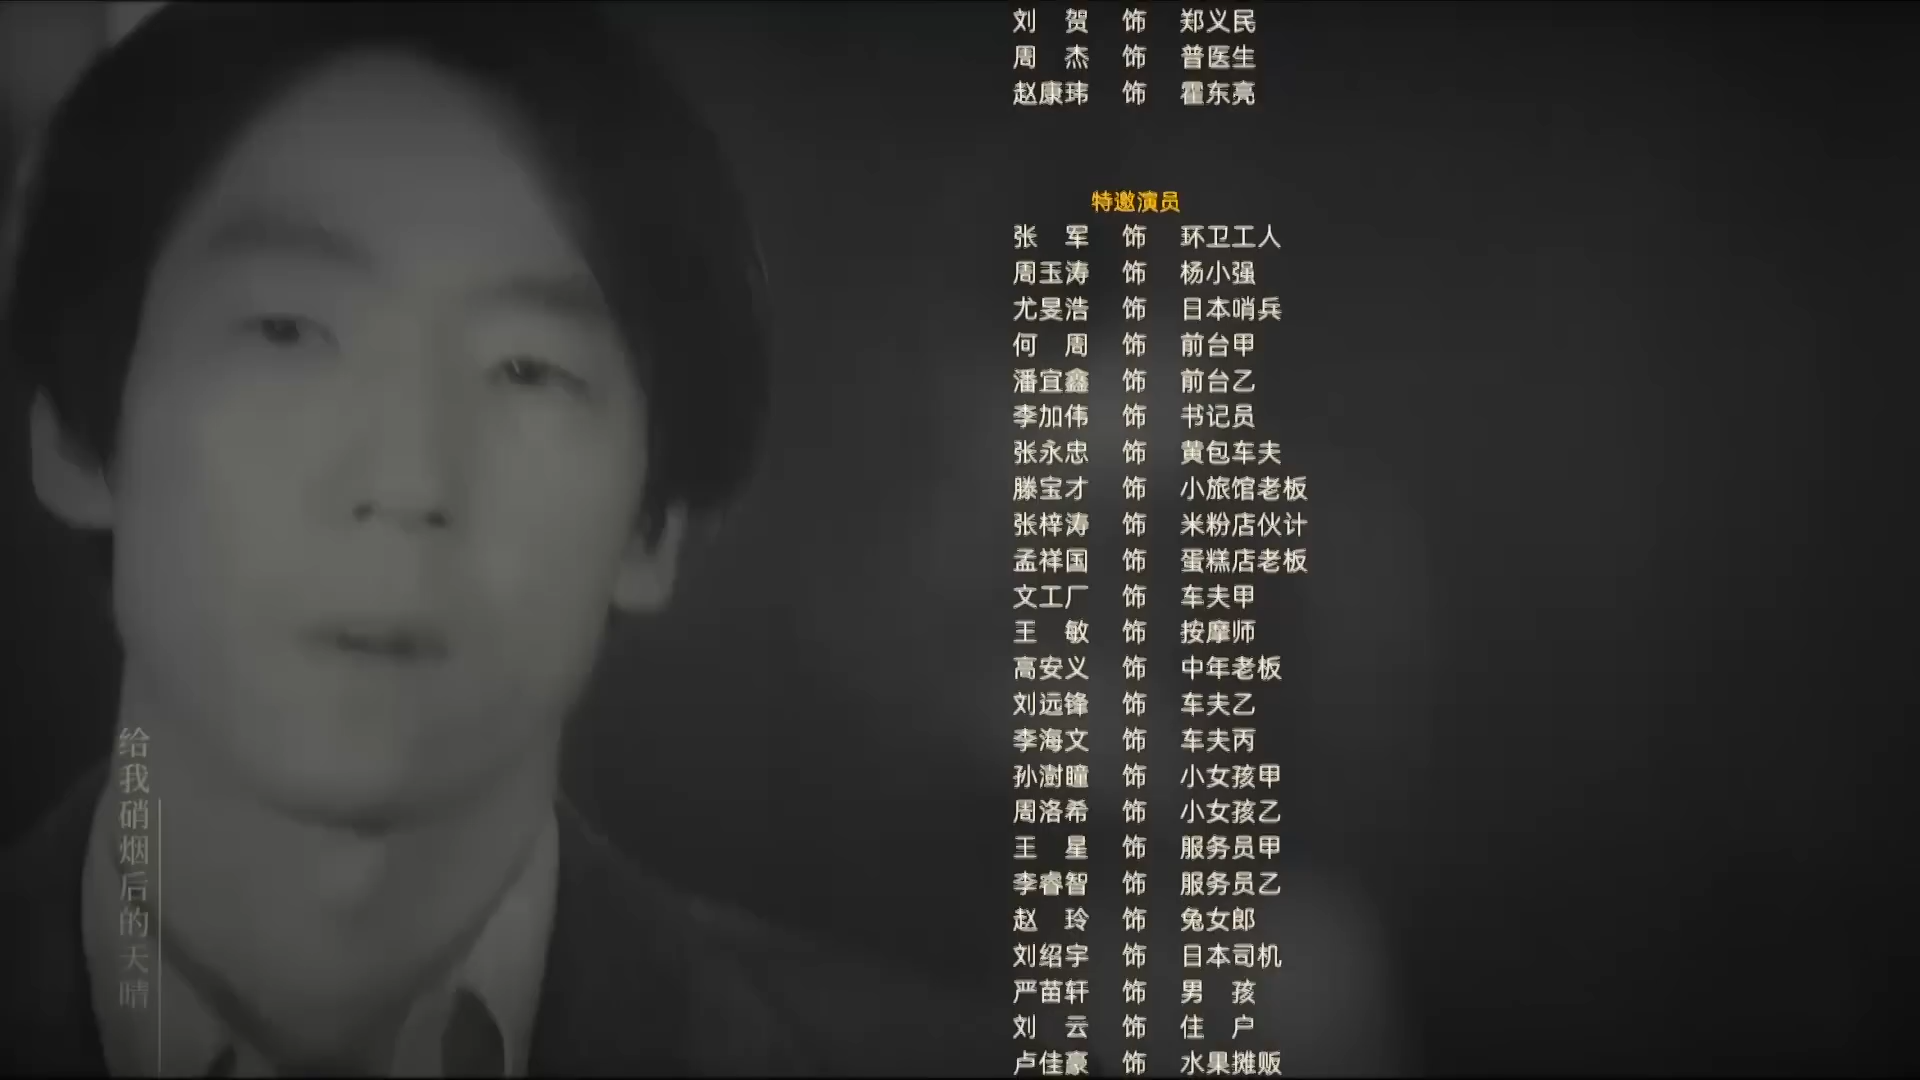 刘　贺　饰　郑义民
周　杰　饰　普医生
赵康玮　饰　霍东亮
特邀演员
张　军　饰　环卫工人
周玉涛　饰　杨小强
尤旻浩　饰　日本哨兵
何　周　饰　前台甲
潘宜鑫　饰　前台乙
李加伟　饰　书记员
张永忠　饰　黄包车夫
滕宝才　饰　小旅馆老板
张梓涛　饰　米粉店伙计
孟祥国　饰　蛋糕店老板
文工厂　饰　车夫甲
王　敏　饰　按摩师
高安义　饰　中年老板
刘远锋　饰　车夫乙
李海文　饰　车夫丙
孙澍瞳　饰　小女孩甲
周洛希　饰　小女孩乙
王　星　饰　服务员甲
李睿智　饰　服务员乙
赵　玲　饰　兔女郎
刘绍宇　饰　日本司机
严苗轩　饰　男　孩
刘　云　饰　住　户
卢佳豪　饰　水果摊贩
给我硝烟后的天晴